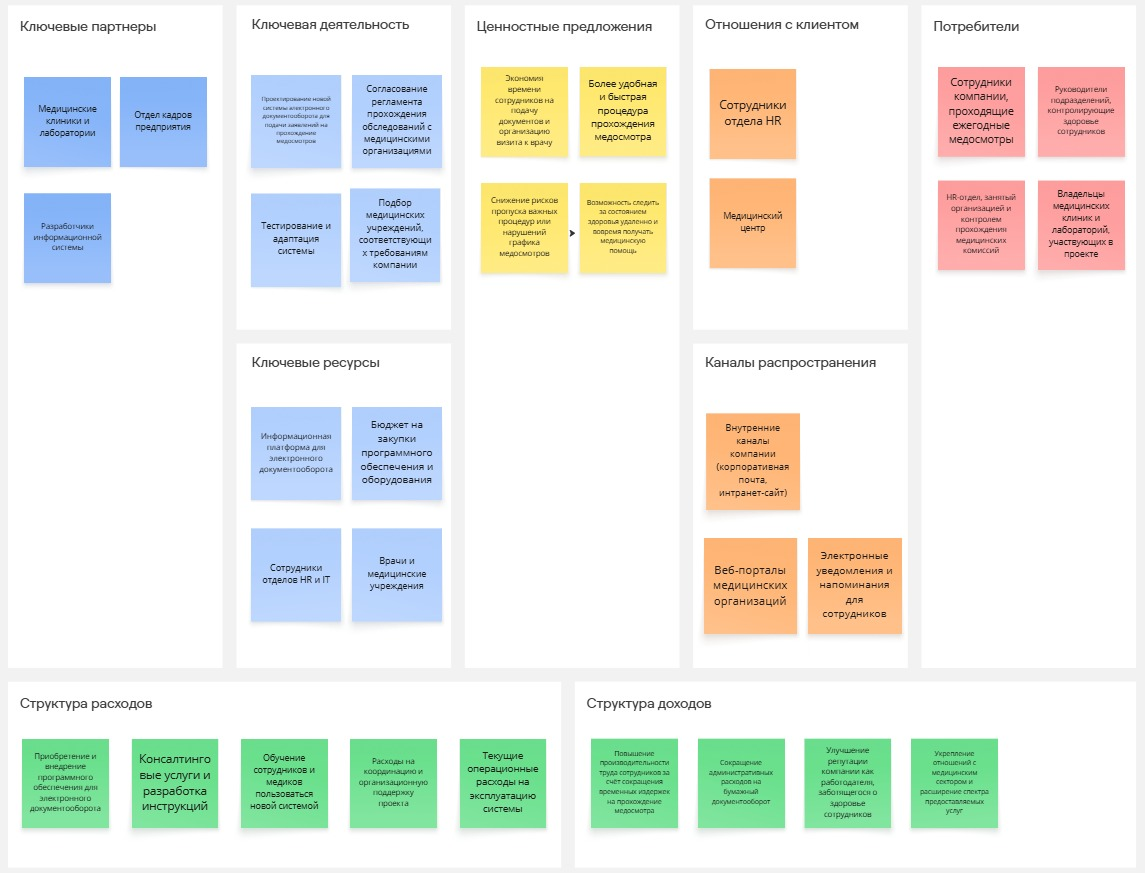 Ключевые партнеры
Медицинские
клиники и
лаборатории
Отдел кадров
предприятия
Разработчики
информационной
системы
Ключевая деятельность
Проектирование новой
системы электронного
документооборота для
подачи заявлений на
прохождение
медосмотров
Согласование
регламента
прохождения
обследований с
медицинскими
организациями
Тестирование и
адаптация
системы
Подбор
медицинских
учреждений,
соответствующи
х требованиям
компании
Ключевые ресурсы
Информационная
платформа для
электронного
документооборота
Бюджет на
закупки
программного
обеспечения и
оборудования
Сотрудники
отделов HR и IT
Врачи и
медицинские
учреждения
Ценностные предложения
Экономия
времени
сотрудников на
подачу
документов и
организацию
визита к врачу
Более удобная
и быстрая
процедура
прохождения
медосмотра
Снижение рисков
пропуска важных
процедур или
нарушений
графика
медосмотров
Возможность следить
за состоянием
здоровья удаленно и
вовремя получать
медицинскую
помощь
Отношения с клиентом
Сотрудники
отдела HR
Медицинский
центр
Каналы распространения
Внутренние
каналы
компании
(корпоративная
почта,
интранет-сайт)
Веб-порталы
медицинских
организаций
Электронные
уведомления и
напоминания
для
сотрудников
Потребители
Сотрудники
компании,
проходящие
ежегодные
медосмотры
Руководители
подразделений,
контролирующие
здоровье
сотрудников
HR-отдел, занятый
организацией и
контролем
прохождения
медицинских
комиссий
Владельцы
медицинских
клиник и
лабораторий,
участвующих в
проекте
Структура расходов
Приобретение и
внедрение
программного
обеспечения для
электронного
документооборота
Консалтинго
вые услуги и
разработка
инструкций
Обучение
сотрудников и
медиков
пользоваться
новой системой
Расходы на
координацию и
организационную
поддержку
проекта
Текущие
операционные
расходы на
эксплуатацию
системы
Структура доходов
Повышение
производительности
труда сотрудников за
счёт сокращения
временных издержек
на прохождение
медосмотра
Сокращение
административных
расходов на
бумажный
документооборот
Улучшение
репутации
компании как
работодателя,
заботящегося о
здоровье
сотрудников
Укрепление
отношений с
медицинским
сектором и
расширение спектра
предоставляемых
услуг